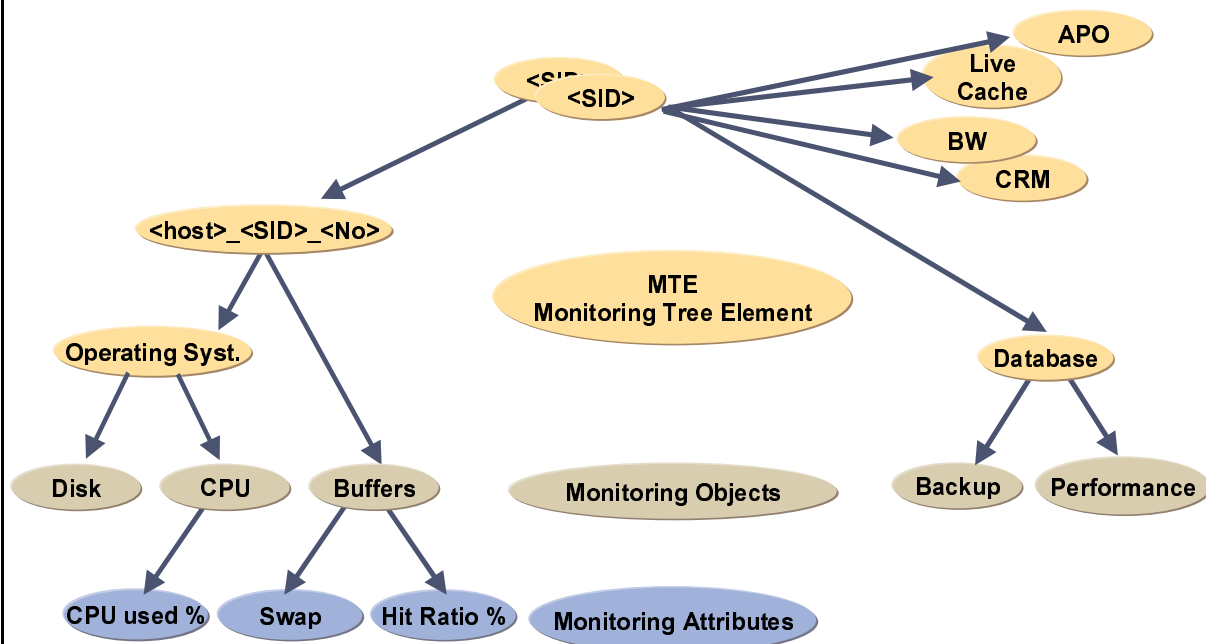 APO
Live
Cache
<SID>
<SID>
BW
CRM
<host>_<SID>_<No>
MTE
Monitoring Tree Element
Operating Syst.
Database
Disk
CPU
Buffers
Monitoring Objects
Backup
Performance
CPU used %
Swap
Hit Ratio %
Monitoring Attributes